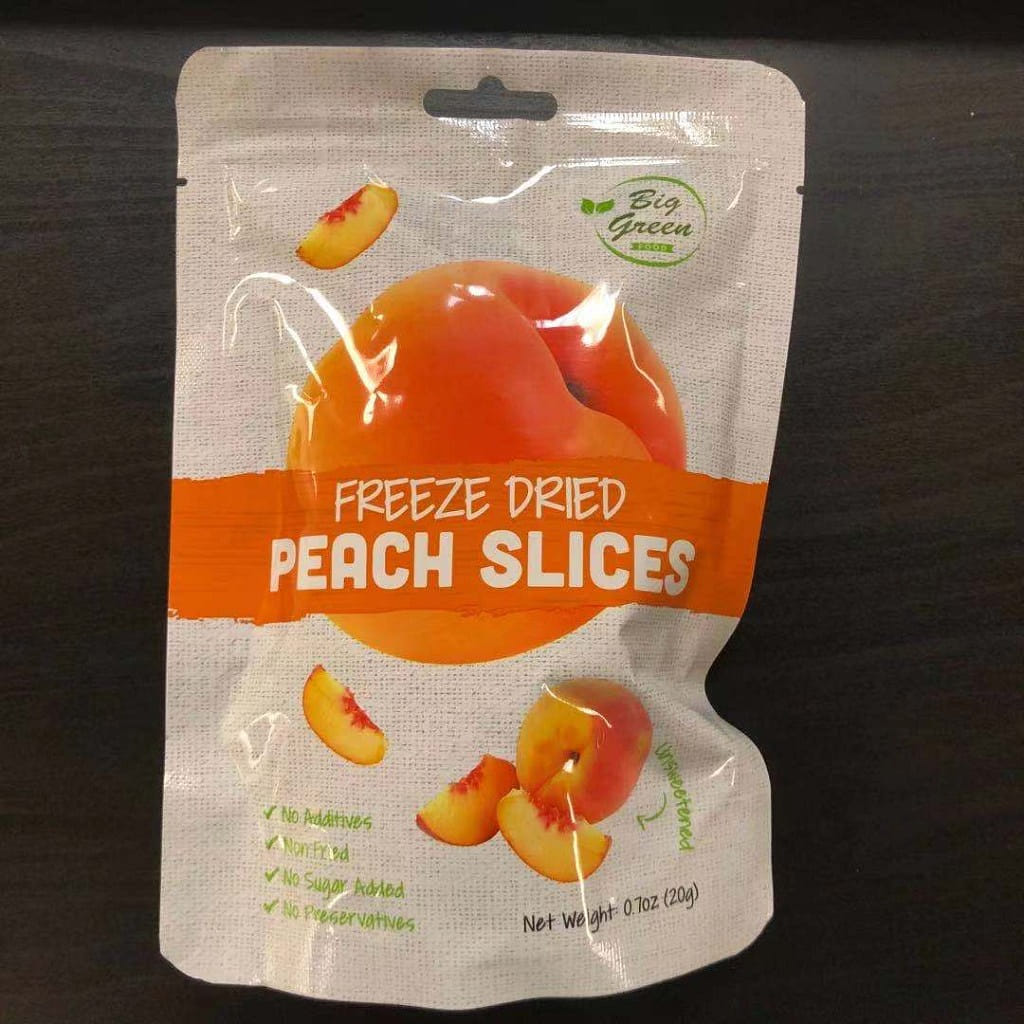 Big
Green
FOOD
FREEZE DRIED
PEACH SLICES
Unsweetened
✓ No Additives
✓ Non Fried
✓ No Sugar Added
✓ No Preservatives
Net Weight: 0.7oz (20g)